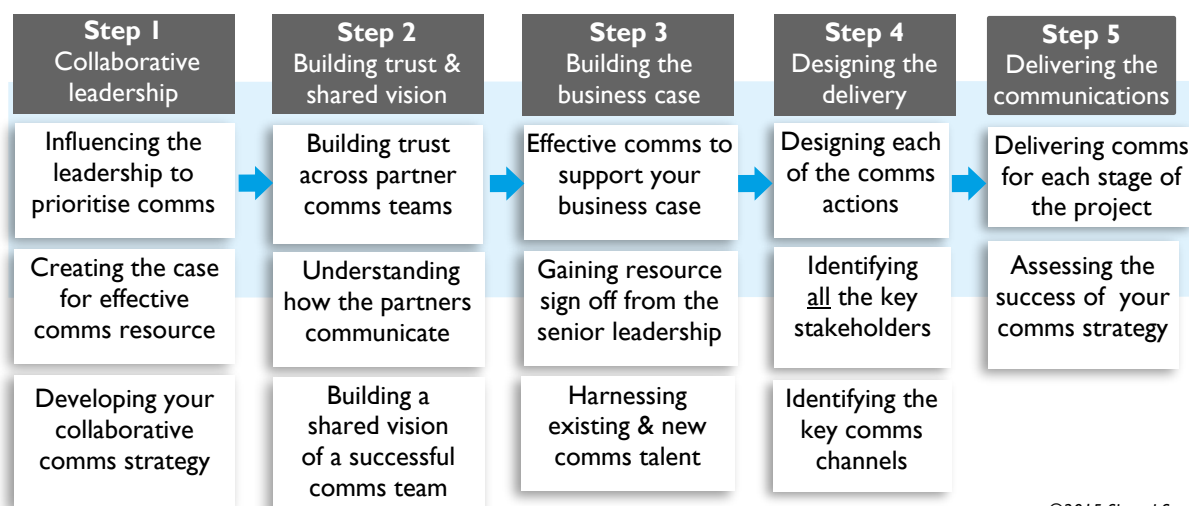 Step 1
Collaborative
leadership
Influencing the
leadership to
prioritise comms
Creating the case
for effective
comms resource
Developing your
collaborative
comms strategy
Step 2
Building trust &
shared vision
Building trust
across partner
comms teams
Understanding
how the partners
communicate
Building a
shared vision
of a successful
comms team
Step 3
Building the
business case
Effective comms to
support your
business case
Gaining resource
sign off from the
senior leadership
Harnessing
existing & new
comms talent
Step 4
Designing the
delivery
Designing each
of the comms
actions
Identifying
all the key
stakeholders
Identifying the
key comms
channels
Step 5
Delivering the
communications
Delivering comms
for each stage of
the project
Assessing the
success of your
comms strategy
©2015